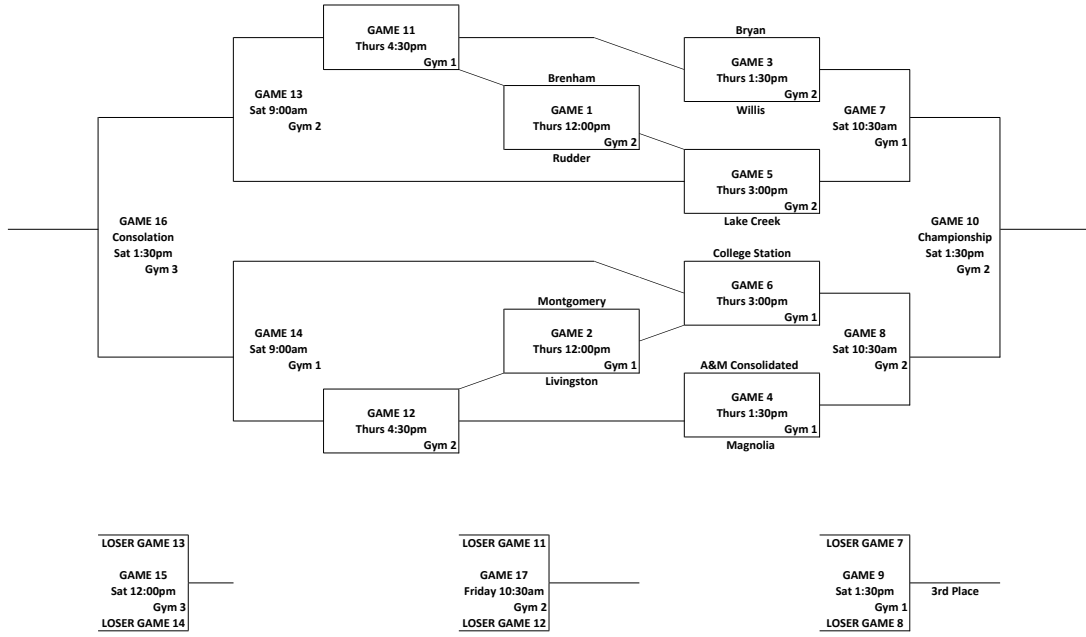 GAME 11
Thurs 4:30pm
Gym 1
Bryan
GAME 3
Thurs 1:30pm
Gym 2
Willis
Brenham
GAME 1
Thurs 12:00pm
Gym 2
Rudder
GAME 13
Sat 9:00am
Gym 2
GAME 7
Sat 10:30am
Gym 1
GAME 5
Thurs 3:00pm
Gym 2
Lake Creek
GAME 16
Consolation
Sat 1:30pm
Gym 3
GAME 10
Championship
Sat 1:30pm
Gym 2
College Station
GAME 6
Thurs 3:00pm
Gym 1
Montgomery
GAME 2
Thurs 12:00pm
Gym 1
Livingston
GAME 14
Sat 9:00am
Gym 1
GAME 8
Sat 10:30am
Gym 2
A&M Consolidated
GAME 4
Thurs 1:30pm
Gym 1
Magnolia
GAME 12
Thurs 4:30pm
Gym 2
LOSER GAME 13
GAME 15
Sat 12:00pm
Gym 3
LOSER GAME 14
LOSER GAME 11
GAME 17
Friday 10:30am
Gym 2
LOSER GAME 12
LOSER GAME 7
GAME 9
Sat 1:30pm
Gym 1
LOSER GAME 8
3rd Place